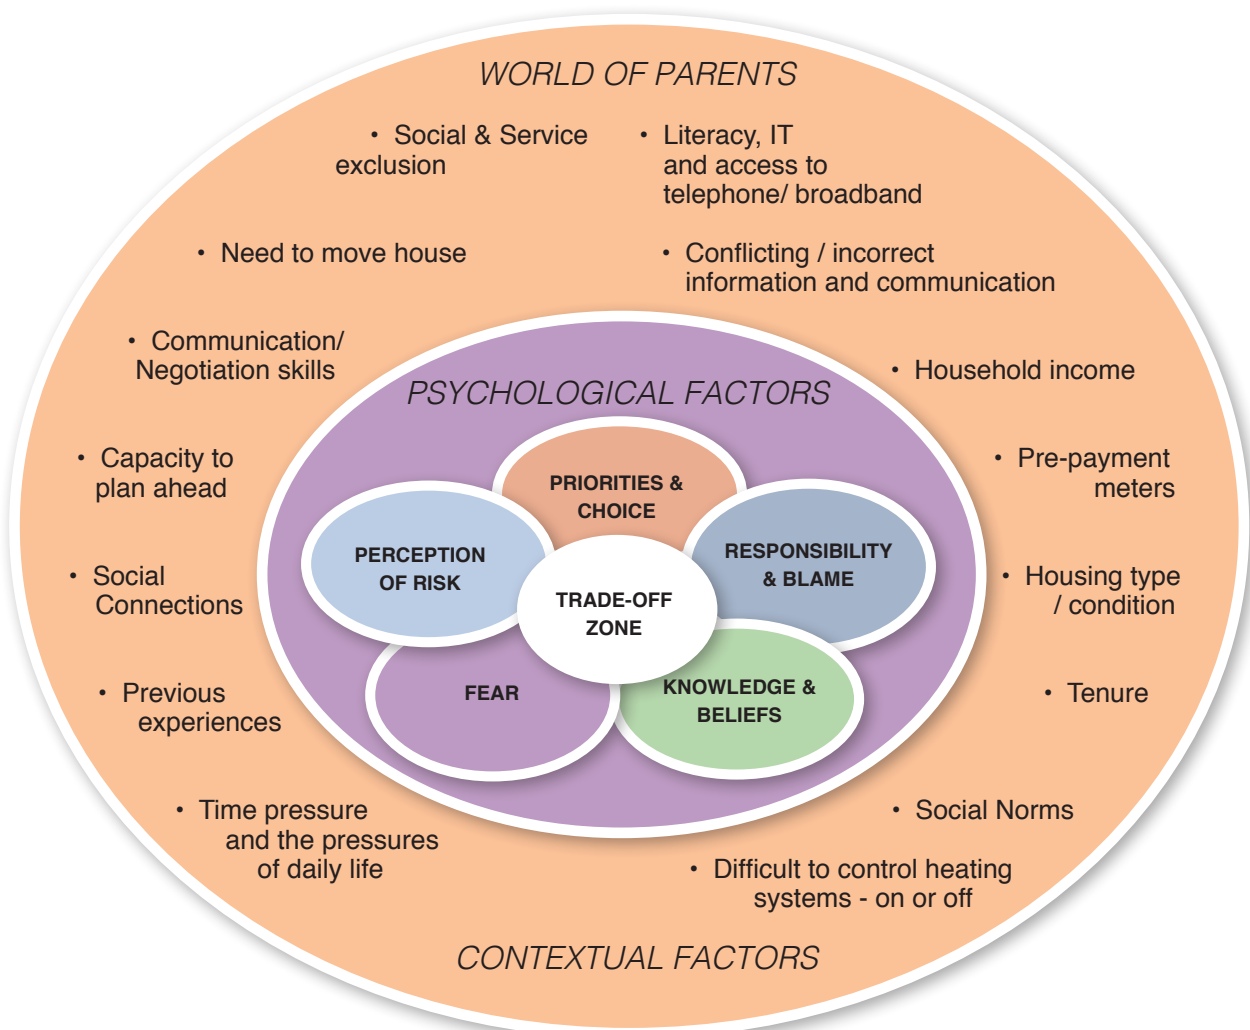 WORLD OF PARENTS
• Social & Service
exclusion
• Literacy, IT
and access to
telephone/ broadband
• Need to move house
• Conflicting / incorrect
information and communication
• Communication/
Negotiation skills
• Household income
• Capacity to
plan ahead
• Pre-payment
meters
• Social
Connections
• Housing type
/ condition
• Previous
experiences
• Tenure
• Time pressure
and the pressures
of daily life
• Social Norms
• Difficult to control heating
systems - on or off
PSYCHOLOGICAL FACTORS
PRIORITIES &
CHOICE
PERCEPTION
OF RISK
RESPONSIBILITY
& BLAME
TRADE-OFF
ZONE
FEAR
KNOWLEDGE &
BELIEFS
CONTEXTUAL FACTORS